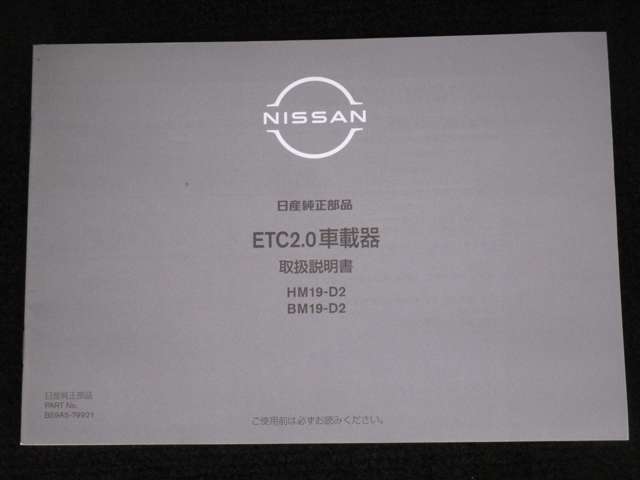 NISSAN
日産純正部品
ETC2.0車載器
取扱説明書
HM19-D2
BM19-D2
日産純正部品
PART No.
ご使用前は必ずお読みください。